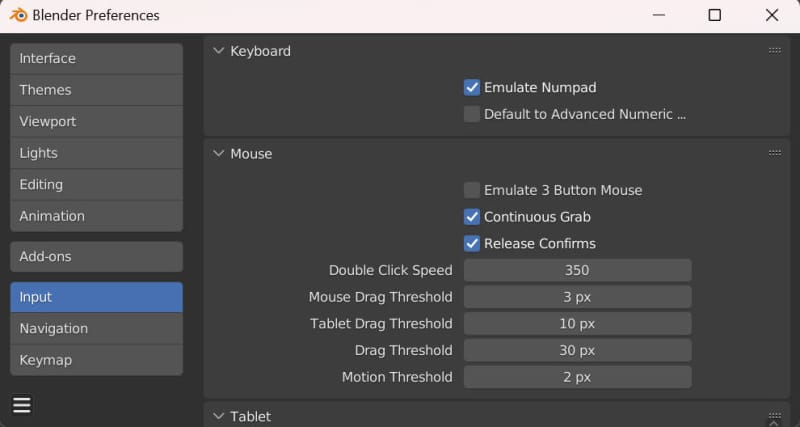 Blender Preferences
Interface
Themes
Viewport
Lights
Editing
Animation
Add-ons
Input
Navigation
Keymap
Keyboard
Emulate Numpad
Default to Advanced Numeric ...
Mouse
Emulate 3 Button Mouse
Continuous Grab
Release Confirms
Double Click Speed 350
Mouse Drag Threshold 3 px
Tablet Drag Threshold 10 px
Drag Threshold 30 px
Motion Threshold 2 px
Tablet